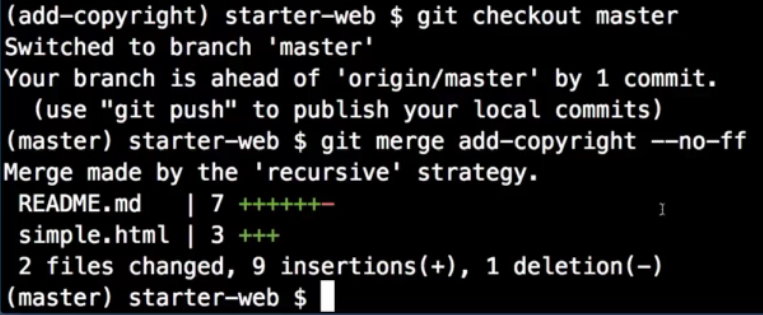 (add-copyright) starter-web $ git checkout master
Switched to branch 'master'
Your branch is ahead of 'origin/master' by 1 commit.
  (use "git push" to publish your local commits)
(master) starter-web $ git merge add-copyright --no-ff
Merge made by the 'recursive' strategy.
 README.md   | 7 ++++++-
 simple.html | 3 +++
 2 files changed, 9 insertions(+), 1 deletion(-)
(master) starter-web $